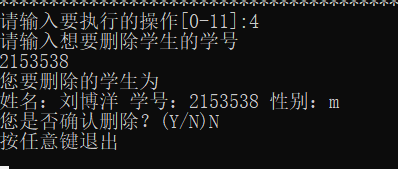 请输入要执行的操作[0-11]:4
请输入想要删除学生的学号
2153538
您要删除的学生为
姓名: 刘博洋 学号: 2153538 性别: m
您是否确认删除? (Y/N)N
按任意键退出